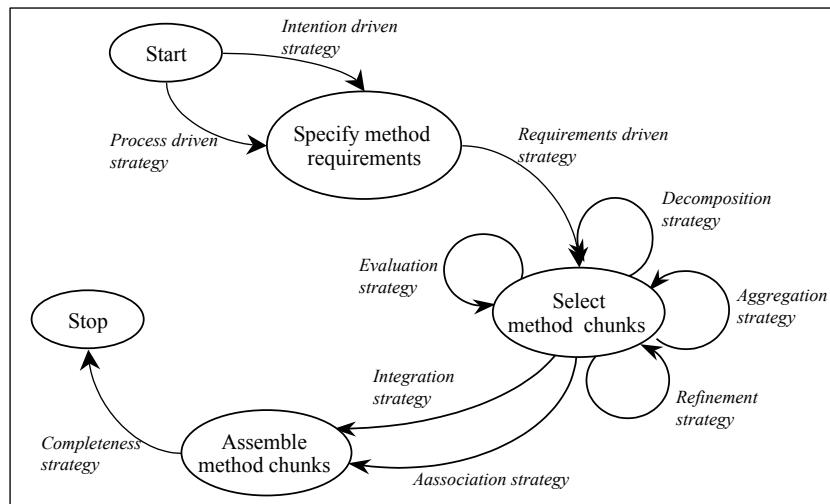 Intention driven
strategy
Start
Process driven
strategy
Specify method
requirements
Requirements driven
strategy
Decomposition
strategy
Evaluation
strategy
Select
method chunks
Aggregation
strategy
Stop
Integration
strategy
Refinement
strategy
Completeness
strategy
Assemble
method chunks
Aassociation strategy